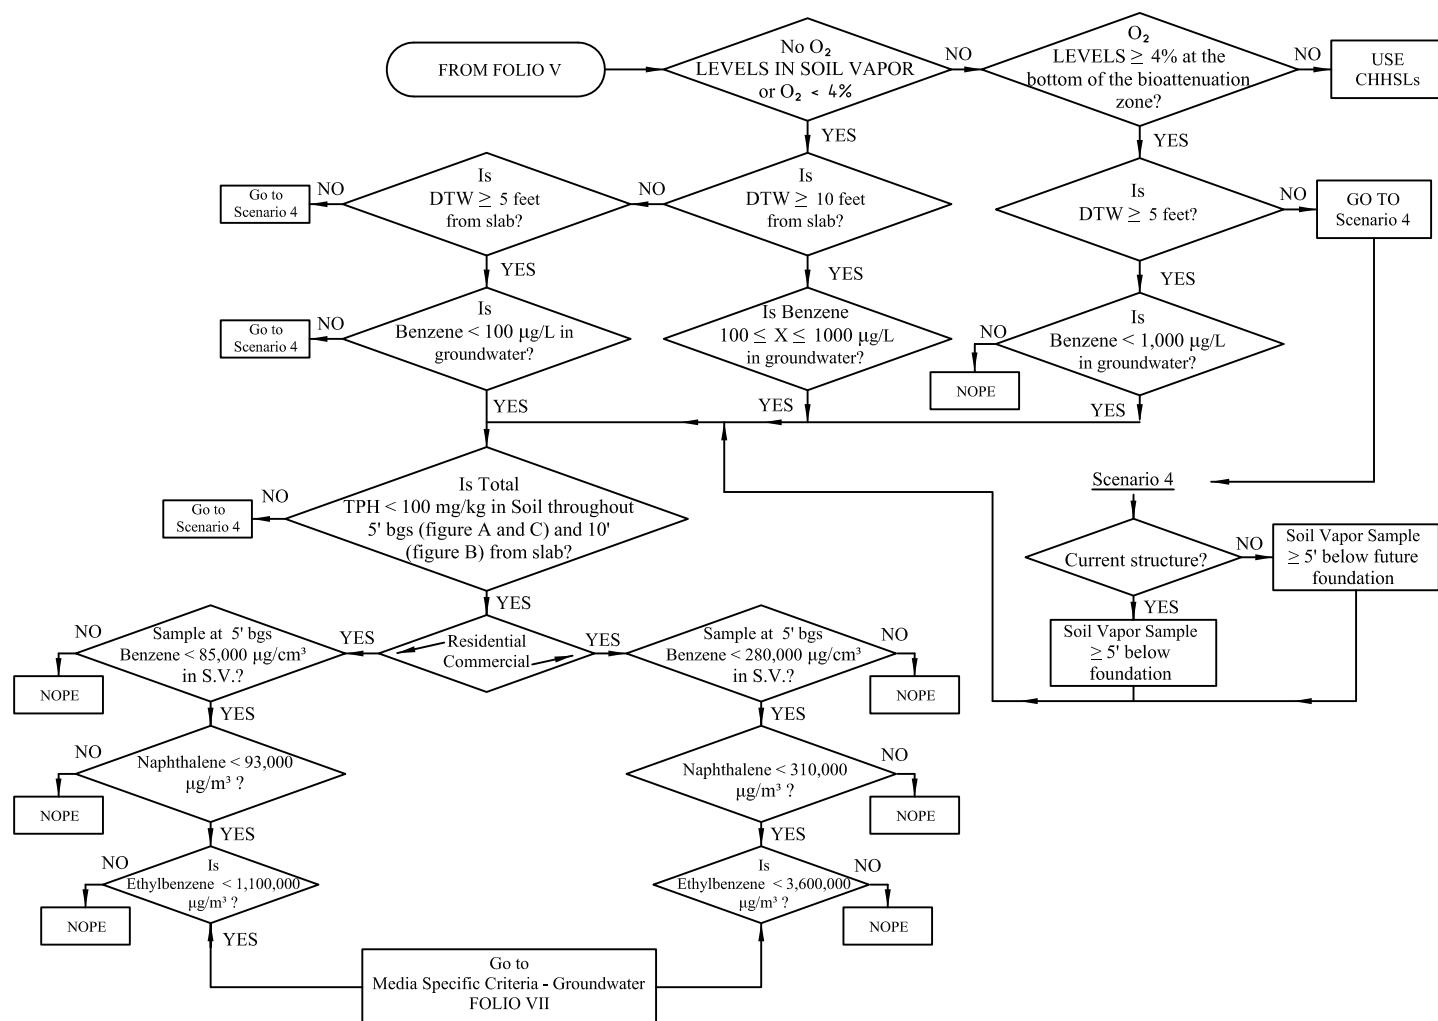 FROM FOLIO V
No O₂
LEVELS IN SOIL VAPOR
or O₂ < 4%
NO
O₂
LEVELS ≥ 4% at the
bottom of the bioattenuation
zone?
NO
USE
CHHSLs
YES
YES
Go to
Scenario 4
NO
Is
DTW ≥ 5 feet
from slab?
NO
Is
DTW ≥ 10 feet
from slab?
Is
DTW ≥ 5 feet?
NO
GO TO
Scenario 4
YES
YES
YES
Go to
Scenario 4
NO
Is
Benzene < 100 µg/L in
groundwater?
Is Benzene
100 ≤ X ≤ 1000 µg/L
in groundwater?
NO
Is
Benzene < 1,000 µg/L
in groundwater?
NOPE
YES
YES
YES
Go to
Scenario 4
NO
Is Total
TPH < 100 mg/kg in Soil throughout
5' bgs (figure A and C) and 10'
(figure B) from slab?
Scenario 4
Current structure?
NO
Soil Vapor Sample
≥ 5' below future
foundation
YES
Soil Vapor Sample
≥ 5' below
foundation
YES
NO
Sample at 5' bgs
Benzene < 85,000 µg/cm³
in S.V.?
YES
Residential
Commercial
YES
Sample at 5' bgs
Benzene < 280,000 µg/cm³
in S.V.?
NO
NOPE
NOPE
YES
YES
NO
Naphthalene < 93,000
µg/m³ ?
Naphthalene < 310,000
µg/m³ ?
NO
NOPE
NOPE
YES
YES
NO
Is
Ethylbenzene < 1,100,000
µg/m³ ?
Is
Ethylbenzene < 3,600,000
µg/m³ ?
NO
NOPE
NOPE
YES
YES
Go to
Media Specific Criteria - Groundwater
FOLIO VII